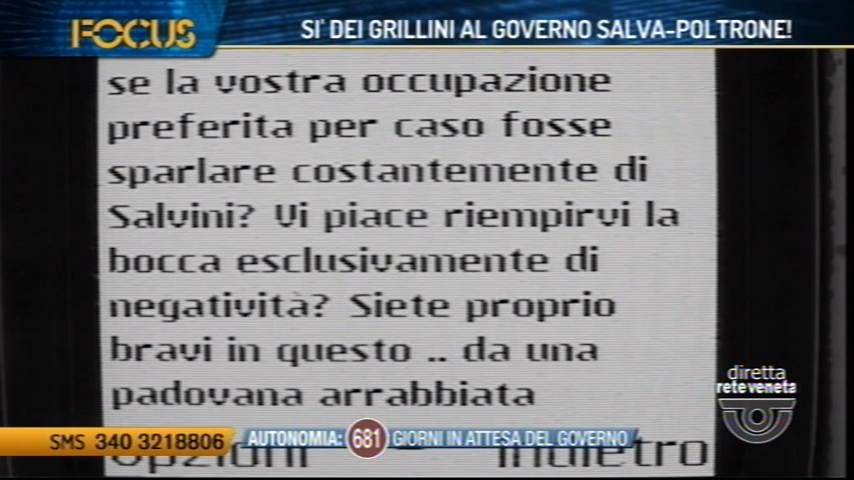 FOCUS
SI' DEI GRILLINI AL GOVERNO SALVA-POLTRONE!
se la vostra occupazione
preferita per caso fosse
sparlare costantemente di
Salvini? Vi piace riempirvi la
bocca esclusivamente di
negatività? Siete proprio
bravi in questo .. da una
padovana arrabbiata
diretta
reteveneta
SMS 340 3218806
AUTONOMIA: 681 GIORNI IN ATTESA DEL GOVERNO
Opzioni Indietro